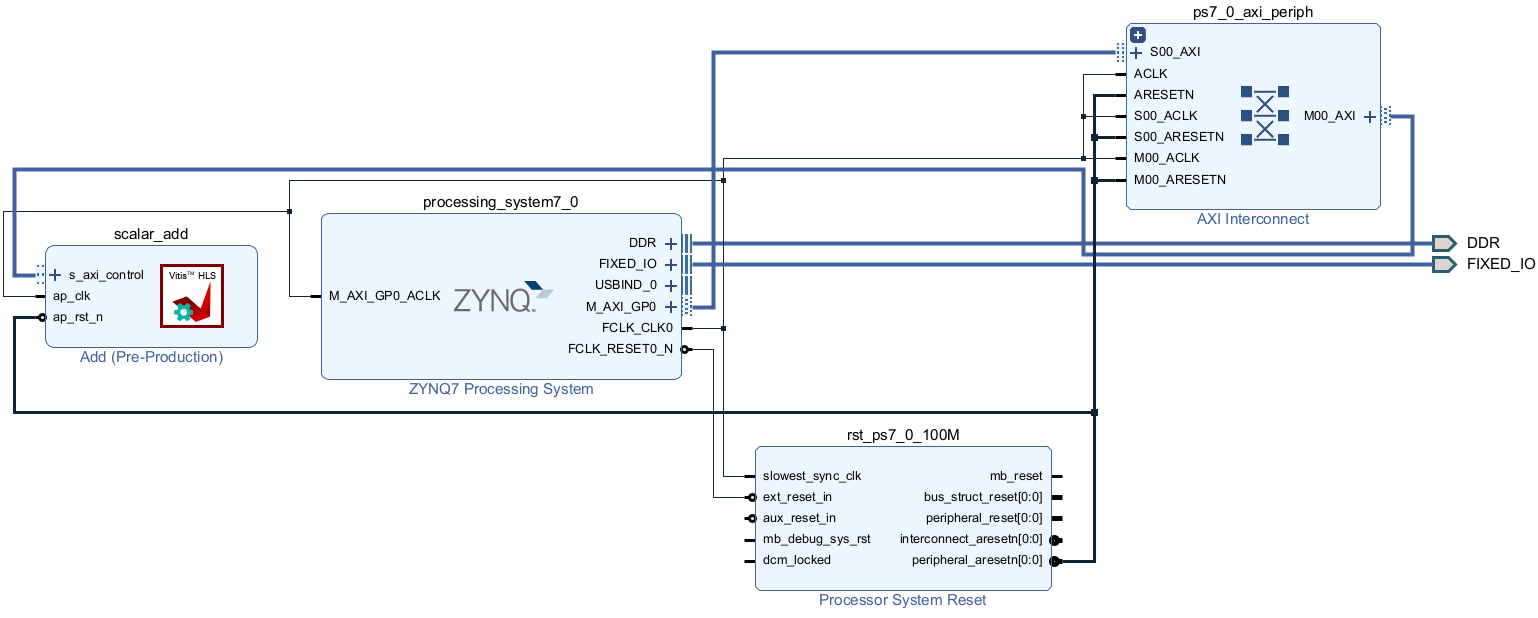 ps7_0_axi_periph
S00_AXI
ACLK
ARESETN
S00_ACLK
M00_AXI
S00_ARESETN
M00_ACLK
M00_ARESETN
AXI Interconnect
processing_system7_0
DDR
FIXED_IO
USBIND_0
M_AXI_GP0_ACLK
ZYNQ
M_AXI_GP0
FCLK_CLK0
FCLK_RESET0_N
ZYNQ7 Processing System
DDR
FIXED_IO
scalar_add
s_axi_control
Vitis™ HLS
ap_clk
ap_rst_n
Add (Pre-Production)
rst_ps7_0_100M
slowest_sync_clk
mb_reset
ext_reset_in
bus_struct_reset[0:0]
aux_reset_in
peripheral_reset[0:0]
mb_debug_sys_rst
interconnect_aresetn[0:0]
dcm_locked
peripheral_aresetn[0:0]
Processor System Reset